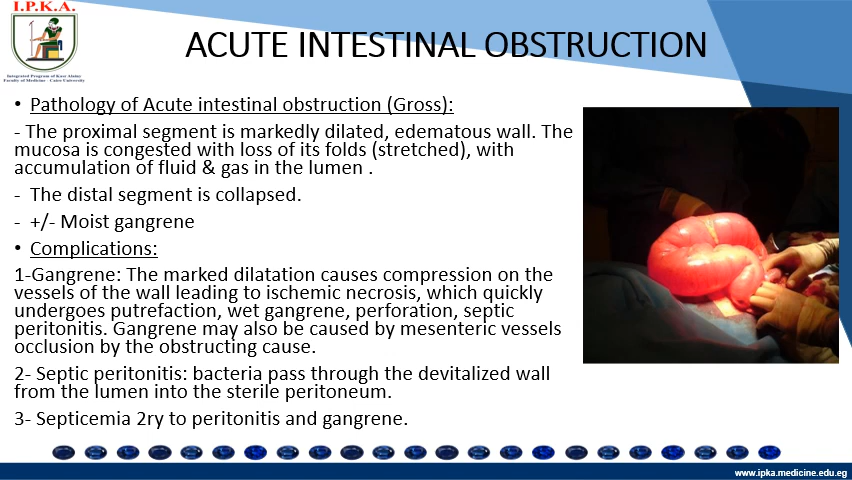 I.P.K.A.
Integrated Program of Kasr Alainy
Faculty of Medicine - Cairo University
ACUTE INTESTINAL OBSTRUCTION
• Pathology of Acute intestinal obstruction (Gross):
- The proximal segment is markedly dilated, edematous wall. The
mucosa is congested with loss of its folds (stretched), with
accumulation of fluid & gas in the lumen .
- The distal segment is collapsed.
- +/- Moist gangrene
• Complications:
1-Gangrene: The marked dilatation causes compression on the
vessels of the wall leading to ischemic necrosis, which quickly
undergoes putrefaction, wet gangrene, perforation, septic
peritonitis. Gangrene may also be caused by mesenteric vessels
occlusion by the obstructing cause.
2- Septic peritonitis: bacteria pass through the devitalized wall
from the lumen into the sterile peritoneum.
3- Septicemia 2ry to peritonitis and gangrene.
www.ipka.medicine.edu.eg